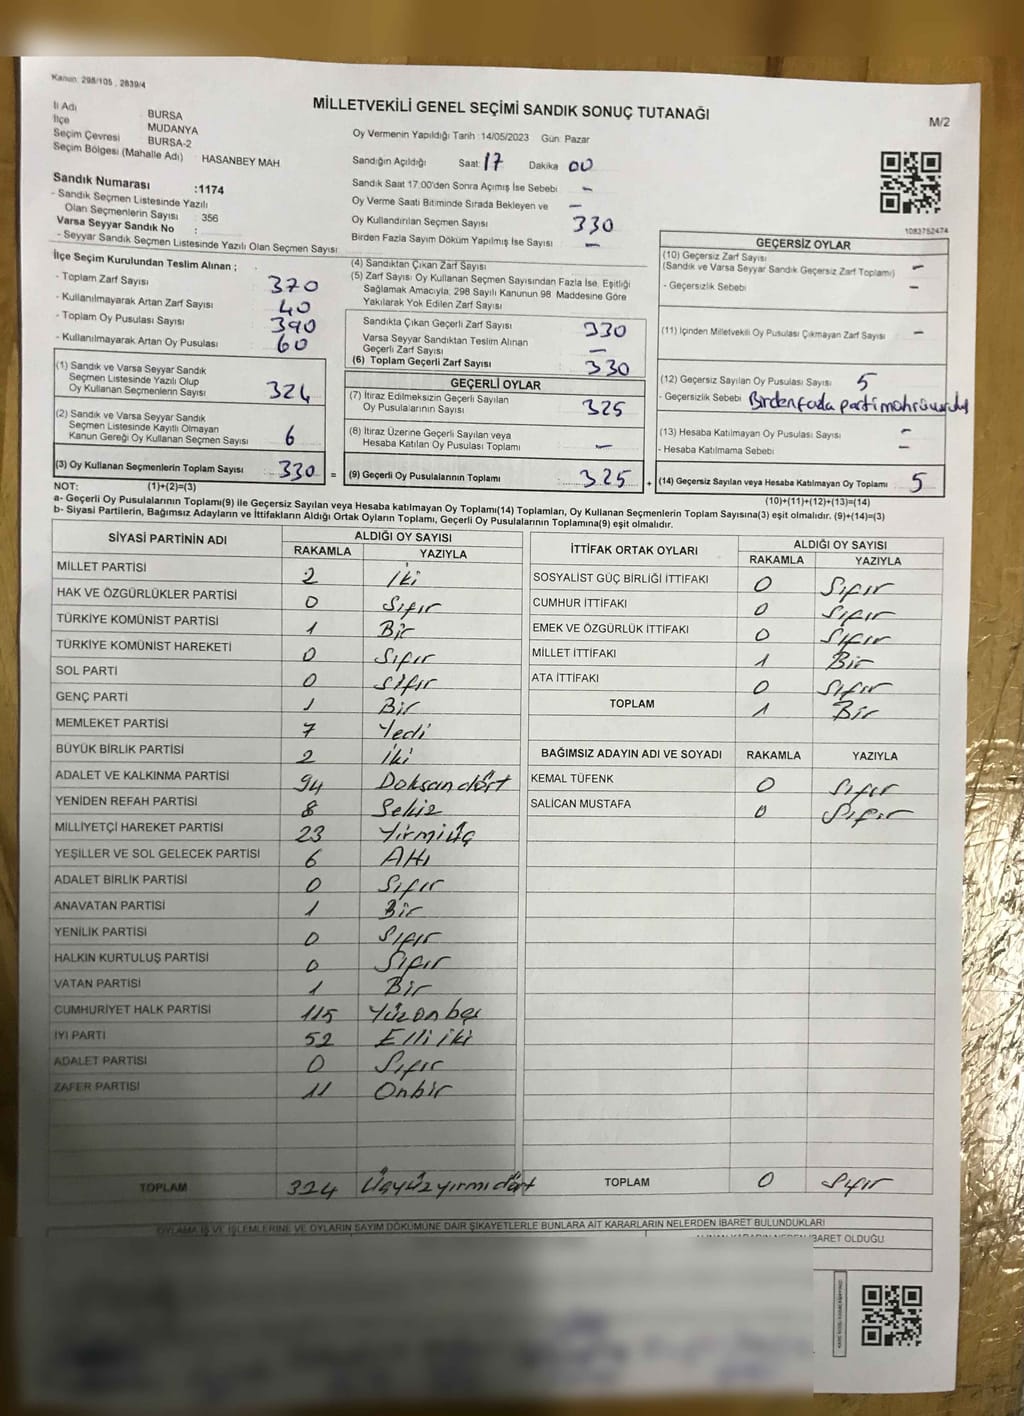 Kanun: 298/105 , 2839/4
MİLLETVEKİLİ GENEL SEÇİMİ SANDIK SONUÇ TUTANAĞI
M/2
İl Adı BURSA
İlçe MUDANYA
Seçim Çevresi BURSA-2
Seçim Bölgesi (Mahalle Adı) HASANBEY MAH
Sandık Numarası :1174
- Sandık Seçmen Listesinde Yazılı
Olan Seçmenlerin Sayısı : 356
Varsa Seyyar Sandık No :
- Seyyar Sandık Seçmen Listesinde Yazılı Olan Seçmen Sayısı
Oy Vermenin Yapıldığı Tarih :14/05/2023 Gün: Pazar
Sandığın Açıldığı Saat: 17 Dakika 00
Sandık Saat 17.00'den Sonra Açılmış İse Sebebi -
Oy Verme Saati Bitiminde Sırada Bekleyen ve -
Oy Kullandırılan Seçmen Sayısı 330
Birden Fazla Sayım Döküm Yapılmış İse Sayısı -
1083752474
İlçe Seçim Kurulundan Teslim Alınan ;
- Toplam Zarf Sayısı 370
- Kullanılmayarak Artan Zarf Sayısı 40
- Toplam Oy Pusulası Sayısı 390
- Kullanılmayarak Artan Oy Pusulası 60
(1) Sandık ve Varsa Seyyar Sandık
Seçmen Listesinde Yazılı Olup
Oy Kullanan Seçmenlerin Sayısı 324
(2) Sandık ve Varsa Seyyar Sandık
Seçmen Listesinde Kayıtlı Olmayan
Kanun Gereği Oy Kullanan Seçmen Sayısı 6
(3) Oy Kullanan Seçmenlerin Toplam Sayısı 330 =
(4) Sandıktan Çıkan Zarf Sayısı
(5) Zarf Sayısı Oy Kullanan Seçmen Sayısından Fazla İse, Eşitliği
Sağlamak Amacıyla, 298 Sayılı Kanunun 98. Maddesine Göre
Yakılarak Yok Edilen Zarf Sayısı
Sandıkta Çıkan Geçerli Zarf Sayısı 330
Varsa Seyyar Sandıktan Teslim Alınan
Geçerli Zarf Sayısı -
(6) Toplam Geçerli Zarf Sayısı 330
GEÇERLİ OYLAR
(7) İtiraz Edilmeksizin Geçerli Sayılan
Oy Pusulalarının Sayısı 325
(8) İtiraz Üzerine Geçerli Sayılan veya
Hesaba Katılan Oy Pusulası Toplamı -
(9) Geçerli Oy Pusulalarının Toplamı 325 +
GEÇERSİZ OYLAR
(10) Geçersiz Zarf Sayısı
(Sandık ve Varsa Seyyar Sandık Geçersiz Zarf Toplamı) -
- Geçersizlik Sebebi -
(11) İçinden Milletvekili Oy Pusulası Çıkmayan Zarf Sayısı -
(12) Geçersiz Sayılan Oy Pusulası Sayısı 5
- Geçersizlik Sebebi Birden fazla parti mührü vuruldu
(13) Hesaba Katılmayan Oy Pusulası Sayısı -
- Hesaba Katılmama Sebebi -
(14) Geçersiz Sayılan veya Hesaba Katılmayan Oy Toplamı 5
NOT: (1)+(2)=(3)
(10)+(11)+(12)+(13)=(14)
a- Geçerli Oy Pusulalarının Toplamı(9) ile Geçersiz Sayılan veya Hesaba katılmayan Oy Toplamı(14) Toplamları, Oy Kullanan Seçmenlerin Toplam Sayısına(3) eşit olmalıdır. (9)+(14)=(3)
b- Siyasi Partilerin, Bağımsız Adayların ve İttifakların Aldığı Ortak Oyların Toplamı, Geçerli Oy Pusulalarının Toplamına(9) eşit olmalıdır.
SİYASİ PARTİNİN ADI ALDIĞI OY SAYISI
RAKAMLA YAZIYLA
MİLLET PARTİSİ 2 İki
HAK VE ÖZGÜRLÜKLER PARTİSİ 0 Sıfır
TÜRKİYE KOMÜNİST PARTİSİ 1 Bir
TÜRKİYE KOMÜNİST HAREKETİ 0 Sıfır
SOL PARTİ 0 Sıfır
GENÇ PARTİ 1 Bir
MEMLEKET PARTİSİ 7 Yedi
BÜYÜK BİRLİK PARTİSİ 2 İki
ADALET VE KALKINMA PARTİSİ 94 Doksan dört
YENİDEN REFAH PARTİSİ 8 Sekiz
MİLLİYETÇİ HAREKET PARTİSİ 23 Yirmi üç
YEŞİLLER VE SOL GELECEK PARTİSİ 6 Altı
ADALET BİRLİK PARTİSİ 0 Sıfır
ANAVATAN PARTİSİ 1 Bir
YENİLİK PARTİSİ 0 Sıfır
HALKIN KURTULUŞ PARTİSİ 0 Sıfır
VATAN PARTİSİ 1 Bir
CUMHURİYET HALK PARTİSİ 115 Yüz on beş
İYİ PARTİ 52 Elli iki
ADALET PARTİSİ 0 Sıfır
ZAFER PARTİSİ 11 Onbir
TOPLAM 324 Üçyüz yirmi dört
İTTİFAK ORTAK OYLARI ALDIĞI OY SAYISI
RAKAMLA YAZIYLA
SOSYALİST GÜÇ BİRLİĞİ İTTİFAKI 0 Sıfır
CUMHUR İTTİFAKI 0 Sıfır
EMEK VE ÖZGÜRLÜK İTTİFAKI 0 Sıfır
MİLLET İTTİFAKI 1 Bir
ATA İTTİFAKI 0 Sıfır
TOPLAM 1 Bir
BAĞIMSIZ ADAYIN ADI VE SOYADI RAKAMLA YAZIYLA
KEMAL TÜFENK 0 Sıfır
SALİCAN MUSTAFA 0 Sıfır
TOPLAM 0 Sıfır
OYLAMA İŞ VE İŞLEMLERİNE VE OYLARIN SAYIM DÖKÜMÜNE DAİR ŞİKAYETLERLE BUNLARA AİT KARARLARIN NELERDEN İBARET BULUNDUKLARI
İBARET OLDUĞU